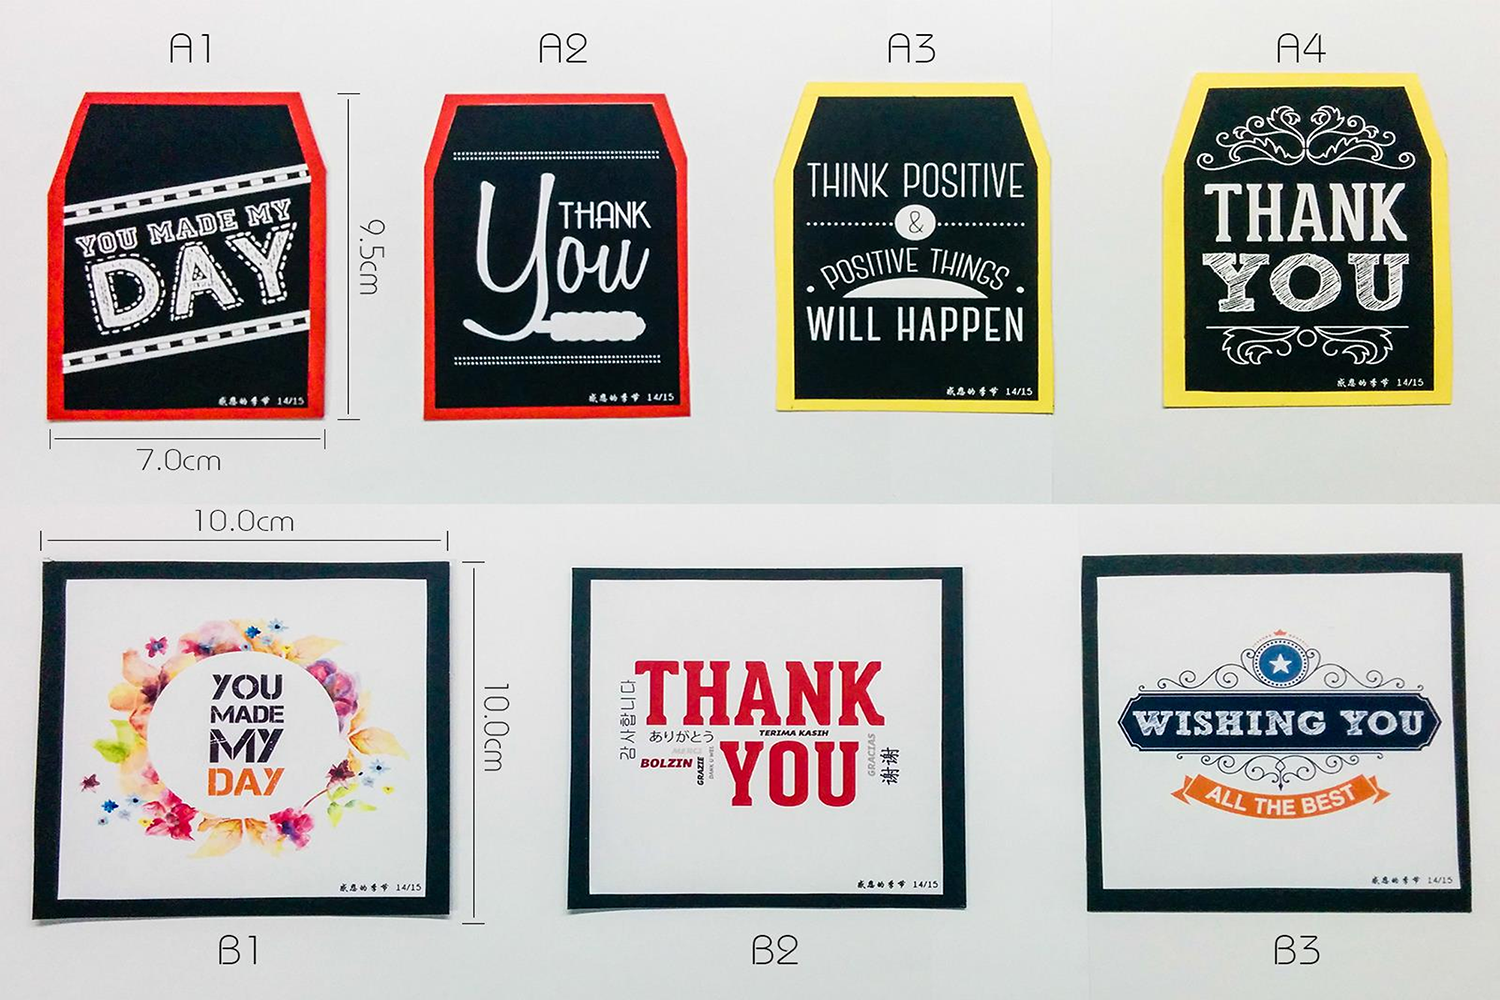 A1
A2
A3
A4
YOU MADE MY
DAY
感恩的季节 14/15
9.5cm
7.0cm
THANK
You
感恩的季节 14/15
THINK POSITIVE
&
POSITIVE THINGS
WILL HAPPEN
感恩的季节 14/15
THANK
YOU
感恩的季节 14/15
10.0cm
10.0cm
YOU
MADE
MY
DAY
感恩的季节 14/15
감사합니다
THANK
ありがとう
TERIMA KASIH
MERCI
BOLZIN
GRAZIE
DANK U WEL
YOU
GRACIAS
谢谢
感恩的季节 14/15
WISHING YOU
ALL THE BEST
感恩的季节 14/15
B1
B2
B3